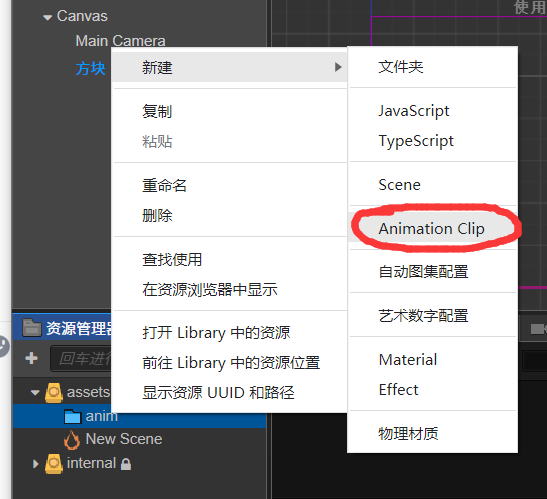 使用
Canvas
Main Camera
方块
新建
复制
粘贴
重命名
删除
查找使用
在资源浏览器中显示
打开 Library 中的资源
前往 Library 中的资源位置
显示资源 UUID 和路径
文件夹
JavaScript
TypeScript
Scene
Animation Clip
自动图集配置
艺术数字配置
Material
Effect
物理材质
资源管理器
回车进行
assets
anim
New Scene
internal